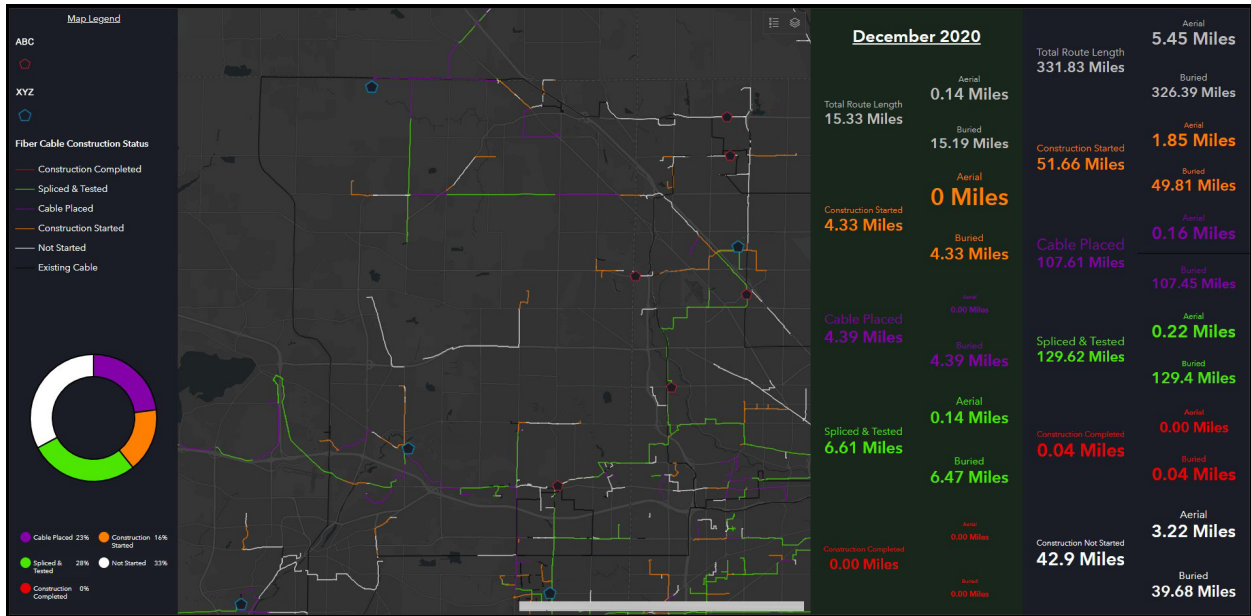 Map Legend
ABC
XYZ
Fiber Cable Construction Status
Construction Completed
Spliced & Tested
Cable Placed
Construction Started
Not Started
Existing Cable
Cable Placed 23%
Construction Started 16%
Spliced & Tested 28%
Not Started 33%
Construction Completed 0%
December 2020
Total Route Length
15.33 Miles
Aerial
0.14 Miles
Buried
15.19 Miles
Construction Started
4.33 Miles
Aerial
0 Miles
Buried
4.33 Miles
Cable Placed
4.39 Miles
Aerial
0.00 Miles
Buried
4.39 Miles
Spliced & Tested
6.61 Miles
Aerial
0.14 Miles
Buried
6.47 Miles
Construction Completed
0.00 Miles
Aerial
0.00 Miles
Buried
0.00 Miles
Total Route Length
331.83 Miles
Aerial
5.45 Miles
Buried
326.39 Miles
Construction Started
51.66 Miles
Aerial
1.85 Miles
Buried
49.81 Miles
Cable Placed
107.61 Miles
Aerial
0.16 Miles
Buried
107.45 Miles
Spliced & Tested
129.62 Miles
Aerial
0.22 Miles
Buried
129.4 Miles
Construction Completed
0.04 Miles
Aerial
0.00 Miles
Buried
0.04 Miles
Construction Not Started
42.9 Miles
Aerial
3.22 Miles
Buried
39.68 Miles